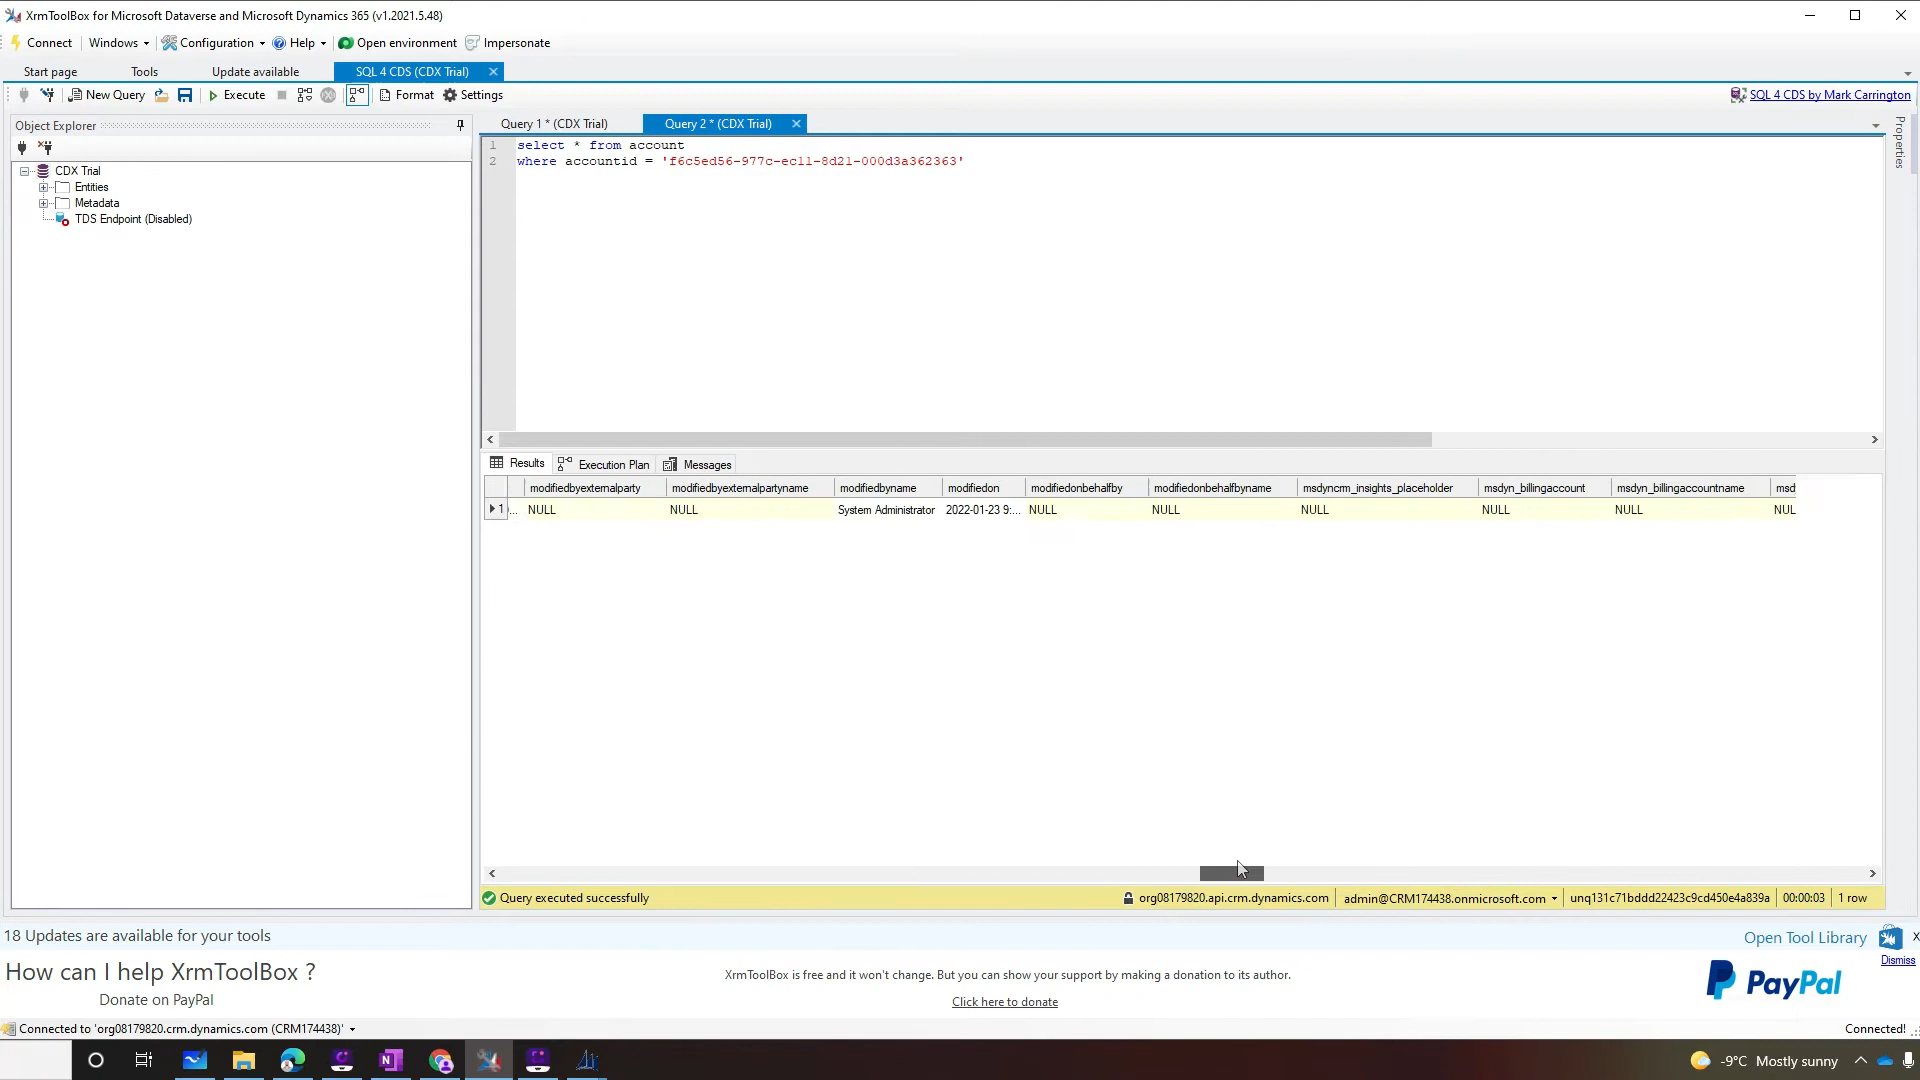 XrmToolBox for Microsoft Dataverse and Microsoft Dynamics 365 (v1.2021.5.48)
Connect Windows Configuration Help Open environment Impersonate
Start page Tools Update available SQL 4 CDS (CDX Trial)
New Query Execute Format Settings SQL 4 CDS by Mark Carrington
Object Explorer
Query 1 * (CDX Trial) Query 2 * (CDX Trial)
Properties
1 select * from account
2 where accountid = 'f6c5ed56-977c-ec11-8d21-000d3a362363'
CDX Trial
Entities
Metadata
TDS Endpoint (Disabled)
Results Execution Plan Messages
modifiedbyexternalparty modifiedbyexternalpartyname modifiedbyname modifiedon modifiedonbehalfby modifiedonbehalfbyname msdyncrm_insights_placeholder msdyn_billingaccount msdyn_billingaccountname msd
1 ... NULL NULL System Administrator 2022-01-23 9:... NULL NULL NULL NULL NULL NUL
Query executed successfully org08179820.api.crm.dynamics.com admin@CRM174438.onmicrosoft.com unq131c71bddd22423c9cd450e4a839a 00:00:03 1 row
18 Updates are available for your tools Open Tool Library X
Dismiss
How can I help XrmToolBox ?
Donate on PayPal
XrmToolBox is free and it won't change. But you can show your support by making a donation to its author.
Click here to donate
PayPal
Connected to 'org08179820.crm.dynamics.com (CRM174438)' Connected!
-9°C Mostly sunny